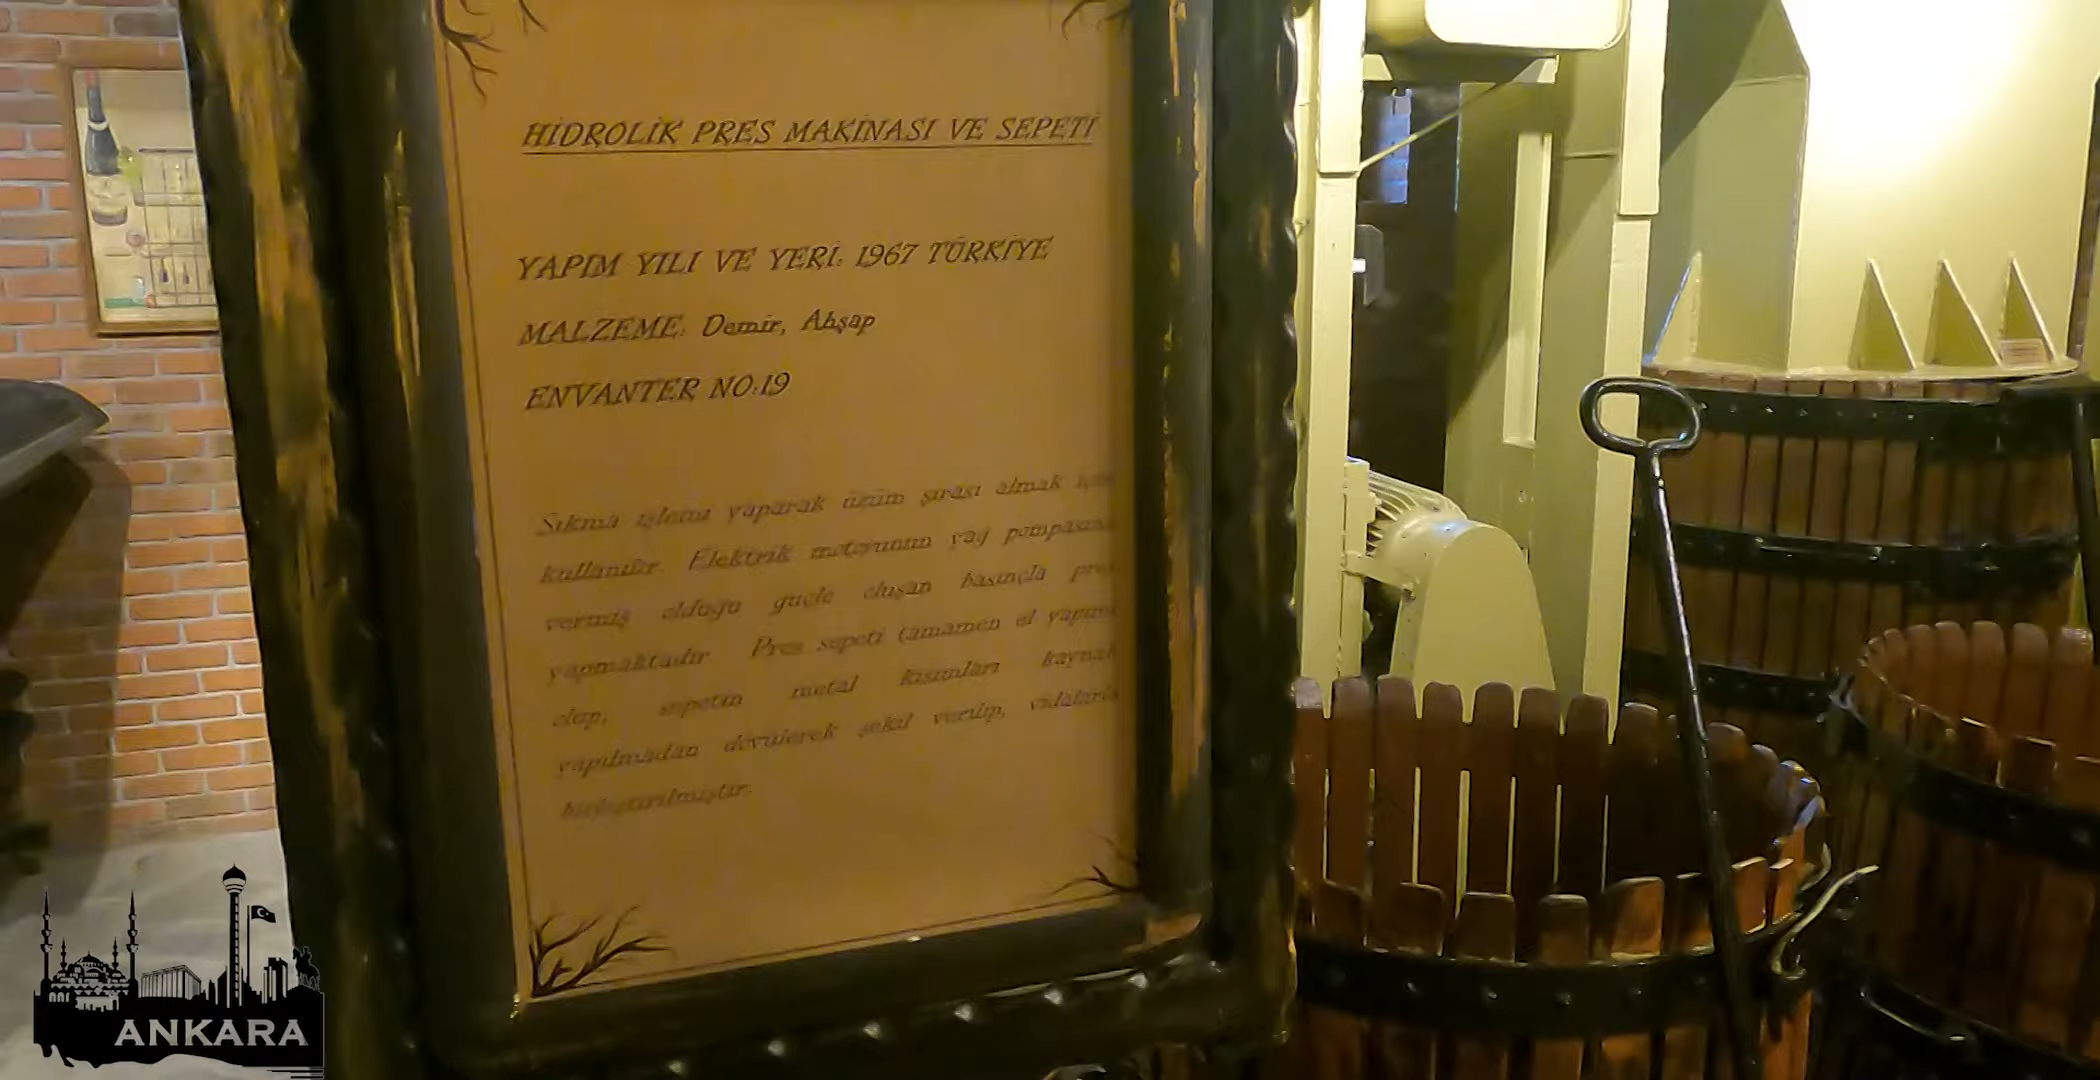 HİDROLİK PRES MAKİNASI VE SEPETİ
YAPIM YILI VE YERİ: 1967 TÜRKİYE
MALZEME: Demir, Ahşap
ENVANTER NO:19
Sıkma işlemi yaparak üzüm şırası almak için
kullanılır. Elektrik motorunun yağ pompasına
vermiş olduğu güçle oluşan basınçla pres
yapmaktadır. Pres sepeti tamamen el yapımı
olup, sepetin metal kısımları kaynak
yapılmadan dövülerek şekil verilip, vidalarla
birleştirilmiştir.
ANKARA